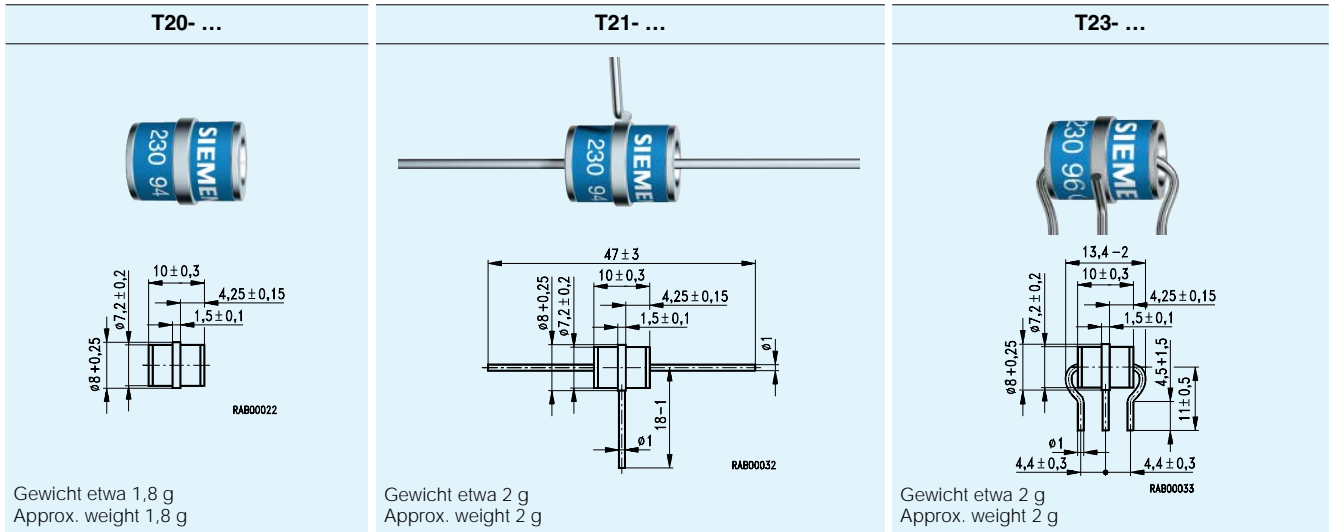 T20- ...
T21- ...
T23- ...
SIEME
230 94
10±0,3
ø7,2±0,2
4,25±0,15
1,5±0,1
ø8+0,25
RAB00022
Gewicht etwa 1,8 g
Approx. weight 1,8 g
SIEME
230 94
47±3
10±0,3
ø8+0,25
ø7,2±0,2
4,25±0,15
1,5±0,1
ø1
18-1
ø1
RAB00032
Gewicht etwa 2 g
Approx. weight 2 g
SIEME
230 96
13,4-2
10±0,3
ø7,2±0,2
4,25±0,15
1,5±0,1
ø8+0,25
4,5+1,5
11±0,5
ø1
4,4±0,3
4,4±0,3
RAB00033
Gewicht etwa 2 g
Approx. weight 2 g